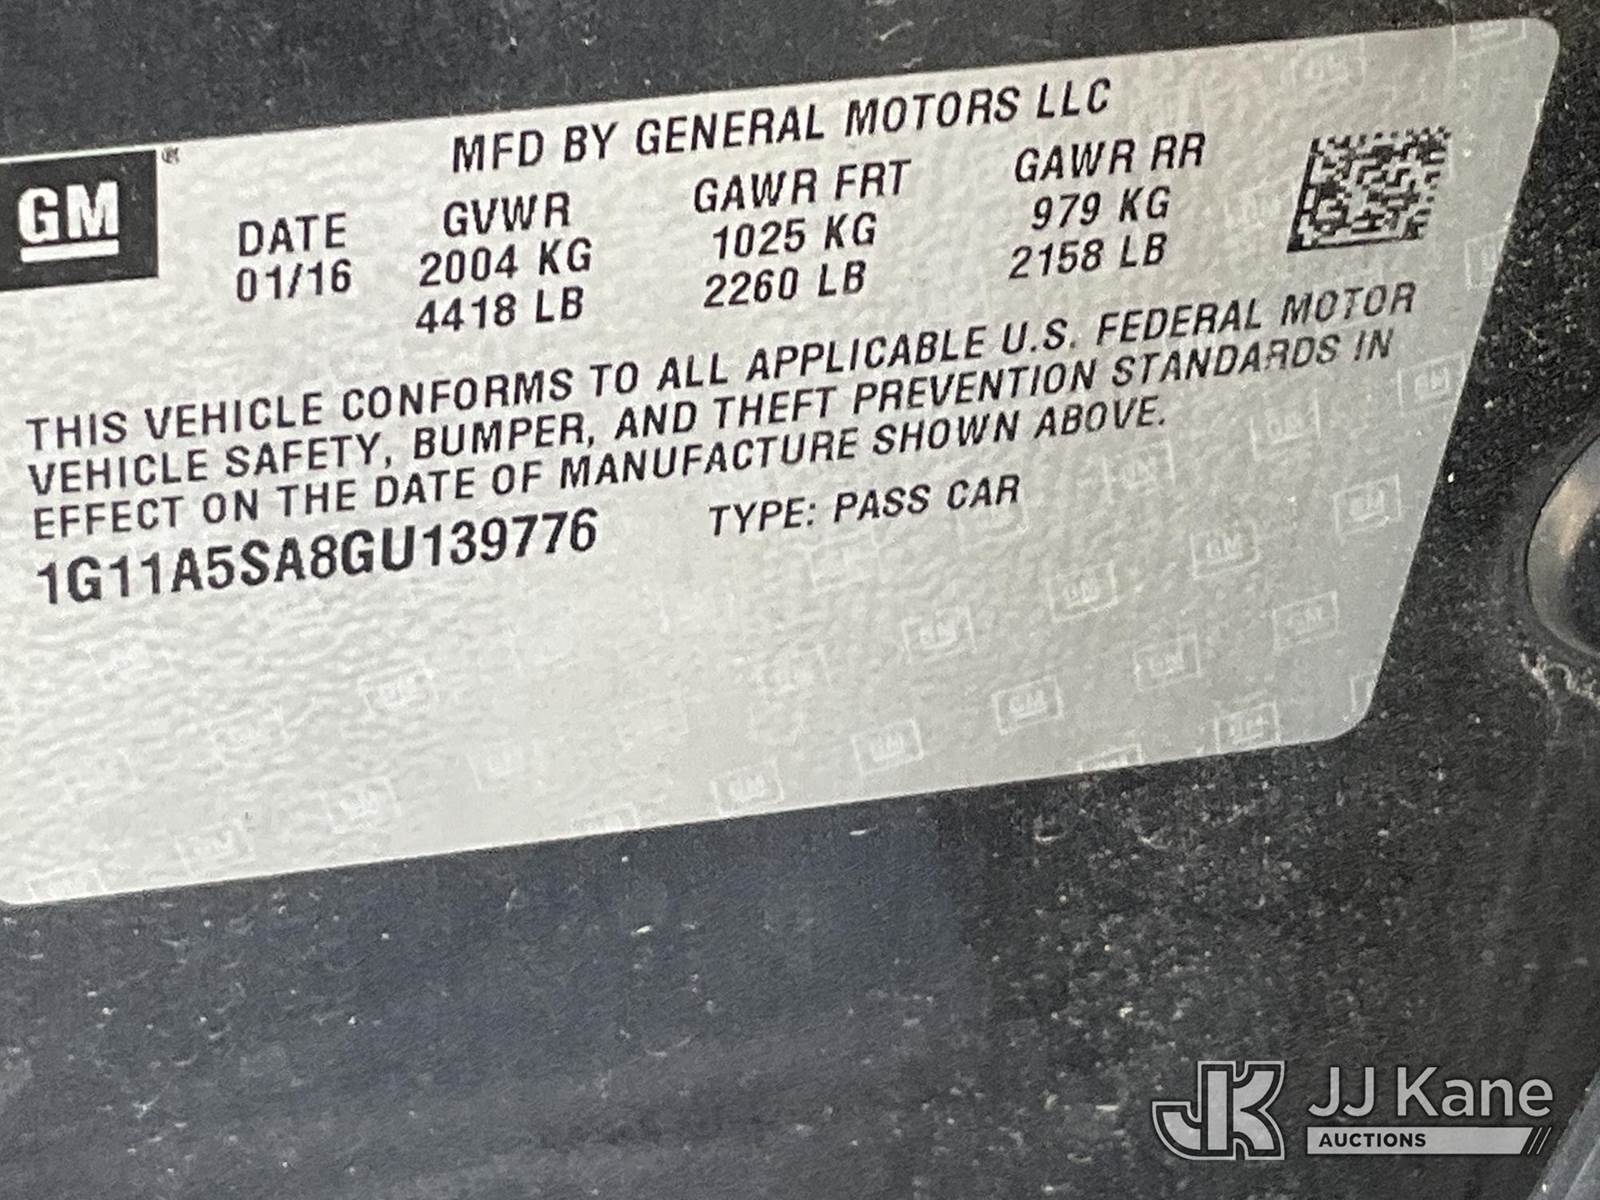 MFD BY GENERAL MOTORS LLC
GM®
DATE GVWR GAWR FRT GAWR RR
01/16 2004 KG 1025 KG 979 KG
4418 LB 2260 LB 2158 LB
THIS VEHICLE CONFORMS TO ALL APPLICABLE U.S. FEDERAL MOTOR
VEHICLE SAFETY, BUMPER, AND THEFT PREVENTION STANDARDS IN
EFFECT ON THE DATE OF MANUFACTURE SHOWN ABOVE.
1G11A5SA8GU139776 TYPE: PASS CAR
JK JJ Kane
AUCTIONS